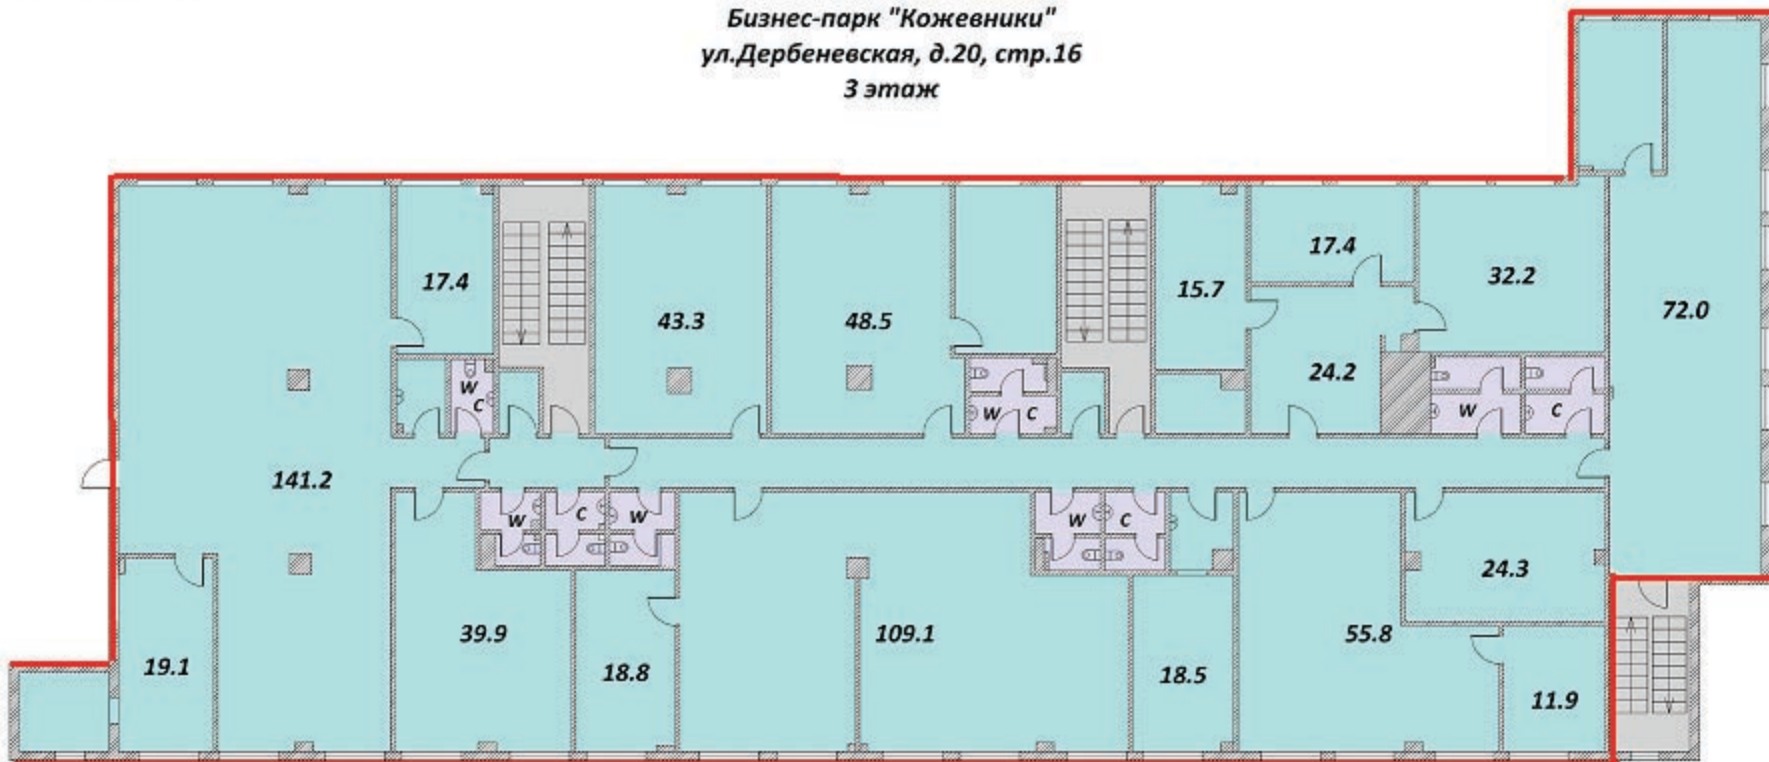 Бизнес-парк "Кожевники"
ул.Дербеневская, д.20, стр.16
3 этаж
17.4
43.3
48.5
15.7
17.4
32.2
72.0
24.2
W
C
W C
W
C
141.2
W
C
W
W
C
24.3
19.1
39.9
18.8
109.1
18.5
55.8
11.9